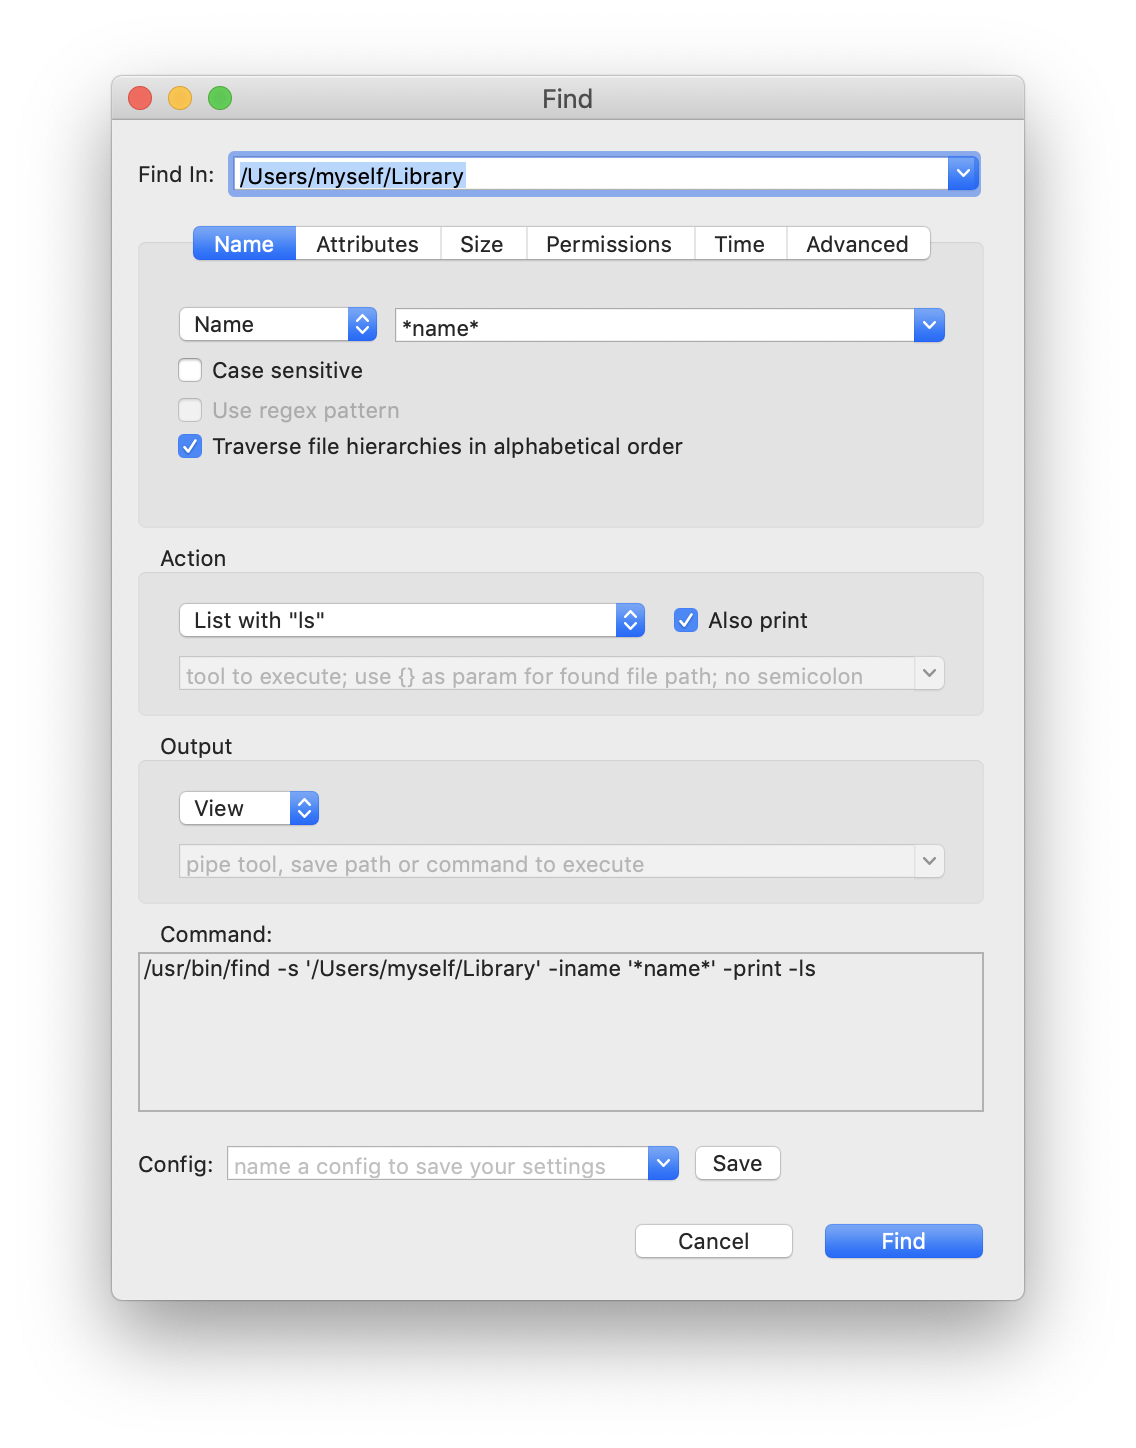 Find
Find In: /Users/myself/Library
Name Attributes Size Permissions Time Advanced
Name *name*
Case sensitive
Use regex pattern
Traverse file hierarchies in alphabetical order
Action
List with "ls" Also print
tool to execute; use {} as param for found file path; no semicolon
Output
View
pipe tool, save path or command to execute
Command:
/usr/bin/find -s '/Users/myself/Library' -iname '*name*' -print -ls
Config: name a config to save your settings Save
Cancel Find